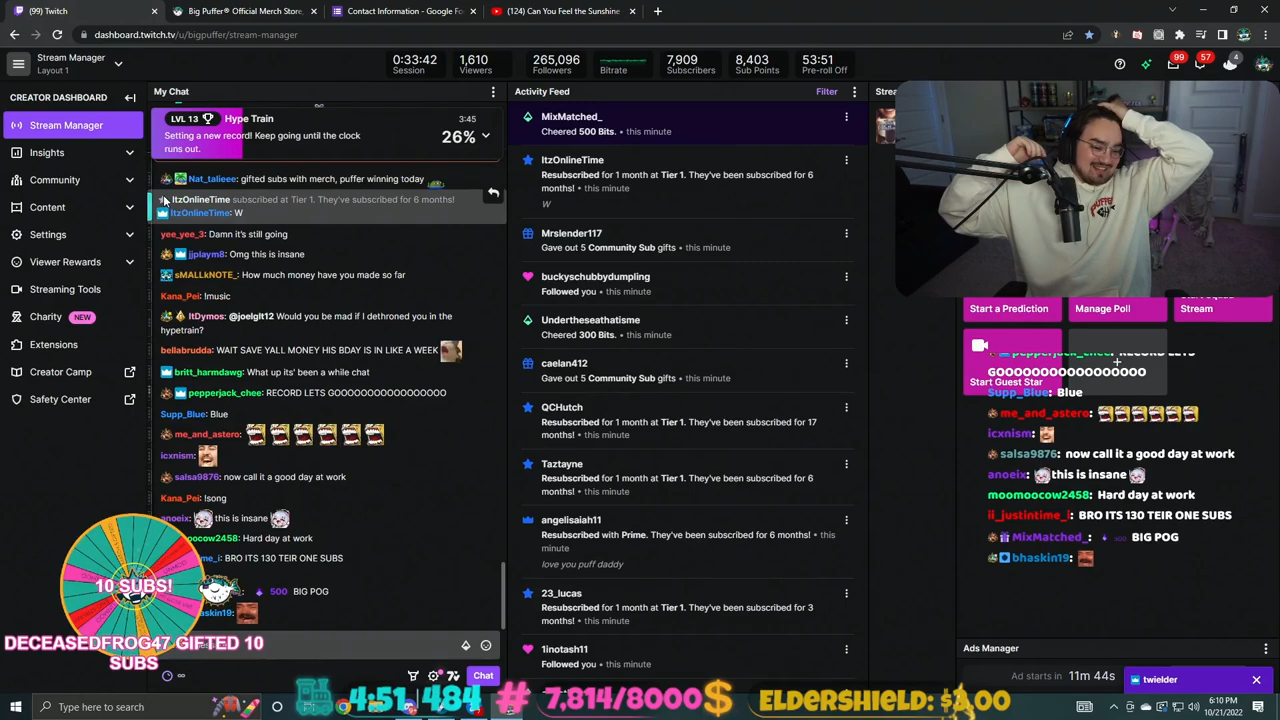 (99) Twitch
Big Puffer® Official Merch Store
Contact Information - Google Fo
(124) Can You Feel the Sunshine
dashboard.twitch.tv/u/bigpuffer/stream-manager
Stream Manager
Layout 1
0:33:42
Session
1,610
Viewers
265,096
Followers
Bitrate
7,909
Subscribers
8,403
Sub Points
53:51
Pre-roll Off
99
57
4
CREATOR DASHBOARD
Stream Manager
Insights
Community
Content
Settings
Viewer Rewards
Streaming Tools
Charity NEW
Extensions
Creator Camp
Safety Center
My Chat
LVL 13 Hype Train 3:45
Setting a new record! Keep going until the clock runs out.
26%
Nat_talieee: gifted subs with merch, puffer winning today
ItzOnlineTime subscribed at Tier 1. They've subscribed for 6 months!
ItzOnlineTime: W
yee_yee_3: Damn it's still going
jjplaym8: Omg this is insane
sMALLkNOTE_: How much money have you made so far
Kana_Pei: !music
ItDymos: @joelglt12 Would you be mad if I dethroned you in the
hypetrain?
bellabrudda: WAIT SAVE YALL MONEY HIS BDAY IS IN LIKE A WEEK
britt_harmdawg: What up its' been a while chat
pepperjack_chee: RECORD LETS GOOOOOOOOOOOOOOOOO
Supp_Blue: Blue
me_and_astero:
icxnism:
salsa9876: now call it a good day at work
Kana_Pei: !song
anoeix: this is insane
ocow2458: Hard day at work
me_i: BRO ITS 130 TEIR ONE SUBS
500 BIG POG
askin19:
Chat
10 SUBS!
DECEASEDFROG47 GIFTED 10
SUBS
Activity Feed
Filter
MixMatched_
Cheered 500 Bits. • this minute
ItzOnlineTime
Resubscribed for 1 month at Tier 1. They've been subscribed for 6
months! • this minute
W
Mrslender117
Gave out 5 Community Sub gifts • this minute
buckyschubbydumpling
Followed you • this minute
Undertheseathatisme
Cheered 300 Bits. • this minute
caelan412
Gave out 5 Community Sub gifts • this minute
QCHutch
Resubscribed for 1 month at Tier 1. They've been subscribed for 17
months! • this minute
Taztayne
Resubscribed for 1 month at Tier 1. They've been subscribed for 6
months! • this minute
angelisaiah11
Resubscribed with Prime. They've been subscribed for 6 months! • this
minute
love you puff daddy
23_lucas
Resubscribed for 1 month at Tier 1. They've been subscribed for 3
months! • this minute
1inotash11
Followed you • this minute
Start a Prediction
Manage Poll
Stream
Start Guest Star
pepperjack_chee: RECORD LETS
GOOOOOOOOOOOOOOOOO
Supp_Blue: Blue
me_and_astero:
icxnism:
salsa9876: now call it a good day at work
anoeix: this is insane
moomoocow2458: Hard day at work
ii_justintime_i: BRO ITS 130 TEIR ONE SUBS
MixMatched_: 500 BIG POG
bhaskin19:
Ads Manager
Ad starts in 11m 44s
twielder
4:51, 484 # 7,814/8000 $ ELDERSHIELD: $3.00
Type here to search
6:10 PM
10/21/2022